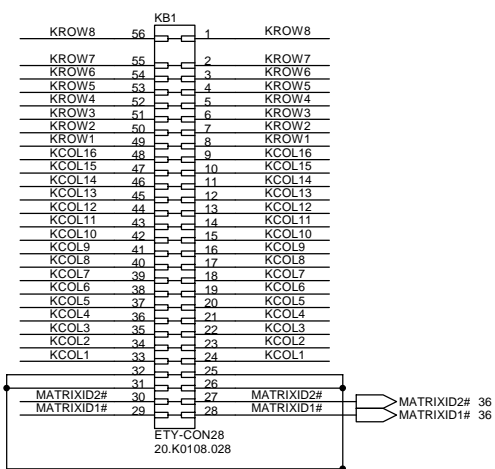 KB1
KROW8 56 1 KROW8
KROW7 55 2 KROW7
KROW6 54 3 KROW6
KROW5 53 4 KROW5
KROW4 52 5 KROW4
KROW3 51 6 KROW3
KROW2 50 7 KROW2
KROW1 49 8 KROW1
KCOL16 48 9 KCOL16
KCOL15 47 10 KCOL15
KCOL14 46 11 KCOL14
KCOL13 45 12 KCOL13
KCOL12 44 13 KCOL12
KCOL11 43 14 KCOL11
KCOL10 42 15 KCOL10
KCOL9 41 16 KCOL9
KCOL8 40 17 KCOL8
KCOL7 39 18 KCOL7
KCOL6 38 19 KCOL6
KCOL5 37 20 KCOL5
KCOL4 36 21 KCOL4
KCOL3 35 22 KCOL3
KCOL2 34 23 KCOL2
KCOL1 33 24 KCOL1
32 25
31 26
MATRIXID2# 30 27 MATRIXID2# MATRIXID2# 36
MATRIXID1# 29 28 MATRIXID1# MATRIXID1# 36
ETY-CON28
20.K0108.028